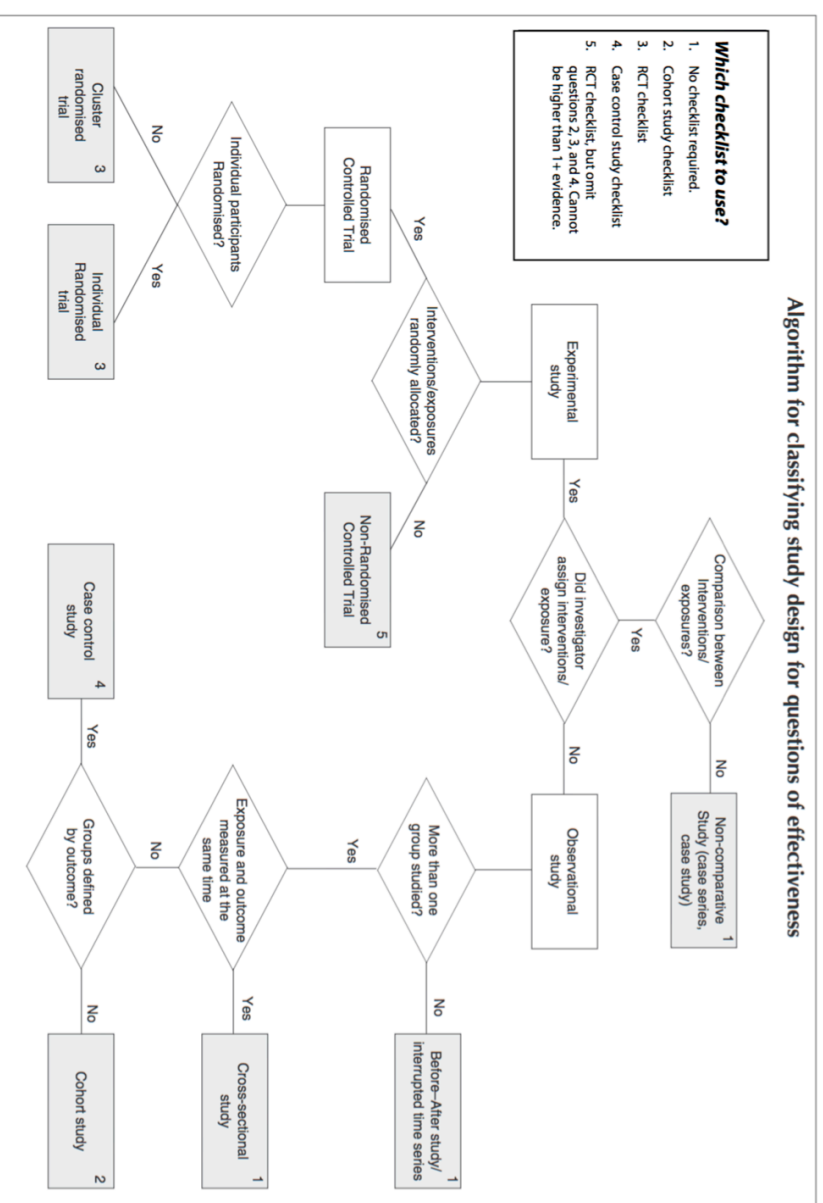 Algorithm for classifying study design for questions of effectiveness
Which checklist to use?
1. No checklist required.
2. Cohort study checklist
3. RCT checklist
4. Case control study checklist
5. RCT checklist, but omit
questions 2, 3, and 4. Cannot
be higher than 1+ evidence.
Comparison between
Interventions/
exposures?
No
Non-comparative
Study (case series,
case study)
1
Yes
Did investigator
assign interventions/
exposure?
Yes
No
Experimental
study
Observational
study
Interventions/exposures
randomly allocated?
Yes
No
Randomised
Controlled Trial
Non-Randomised
Controlled Trial
5
More than one
group studied?
No
Before–After study/
interrupted time series
1
Yes
Individual participants
Randomised?
No
Yes
Cluster
randomised
trial
3
Individual
Randomised
trial
3
Exposure and outcome
measured at the
same time
Yes
Cross-sectional
study
1
No
Groups defined
by outcome?
Yes
No
Case control
study
4
Cohort study
2